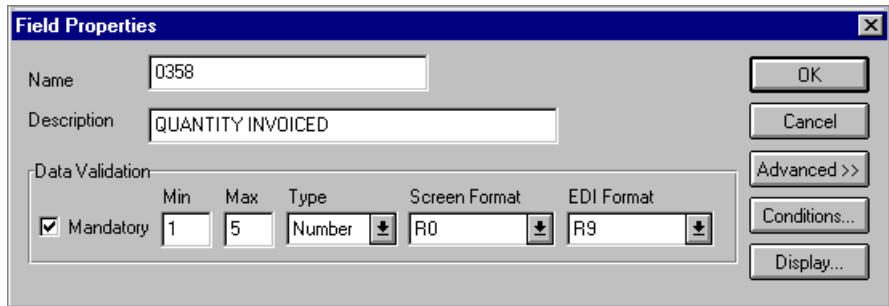 Field Properties
Name 0358
OK
Description QUANTITY INVOICED
Cancel
Data Validation
Advanced >>
Min Max Type Screen Format EDI Format
Mandatory 1 5 Number R0 R9
Conditions...
Display...